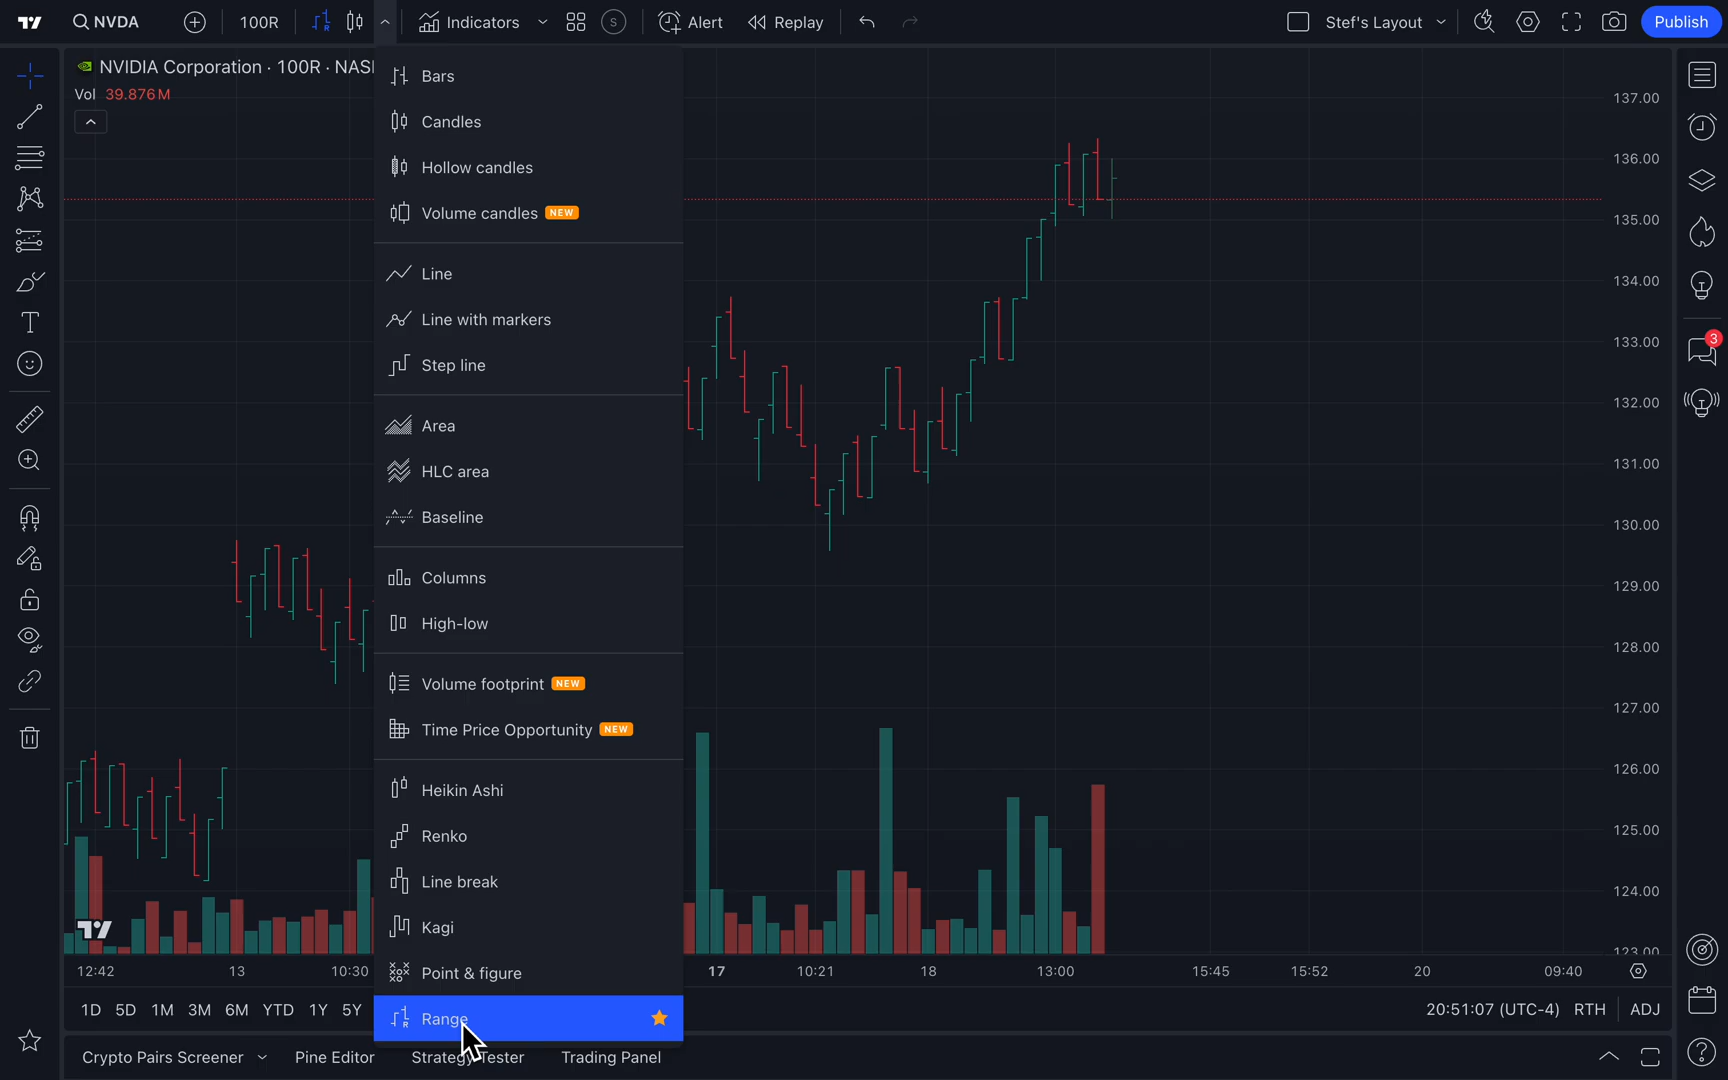 NVDA
100R
Indicators
S
Alert
Replay
Stef's Layout
Publish
NVIDIA Corporation · 100R · NAS
Vol 39.876M
Bars
Candles
Hollow candles
Volume candles NEW
Line
Line with markers
Step line
Area
HLC area
Baseline
Columns
High-low
Volume footprint NEW
Time Price Opportunity NEW
Heikin Ashi
Renko
Line break
Kagi
Point & figure
Range
137.00
136.00
135.00
134.00
133.00
132.00
131.00
130.00
129.00
128.00
127.00
126.00
125.00
124.00
123.00
3
12:42 13 10:30 17 10:21 18 13:00 15:45 15:52 20 09:40
1D 5D 1M 3M 6M YTD 1Y 5Y
20:51:07 (UTC-4) RTH ADJ
Crypto Pairs Screener Pine Editor Strategy Tester Trading Panel